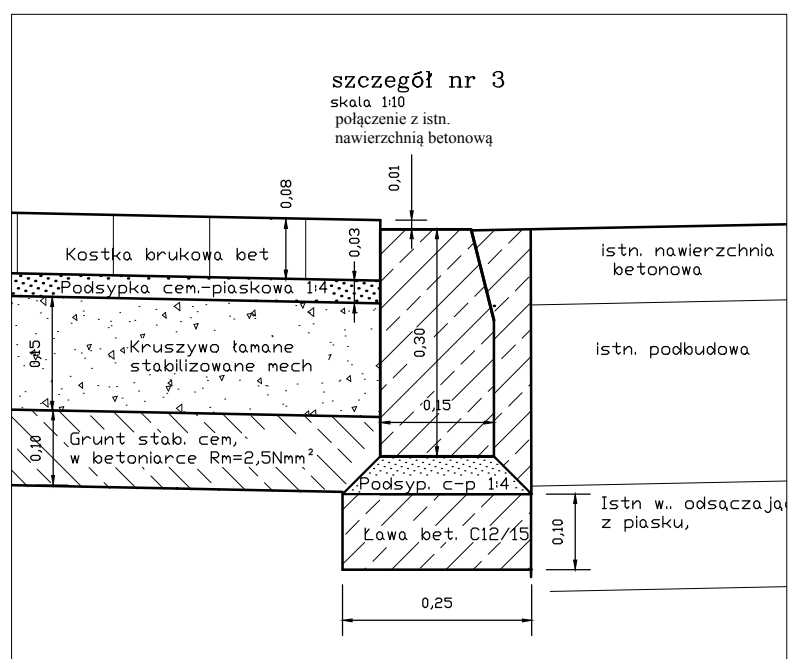 szczegół nr 3
skala 1:10
połączenie z istn.
nawierzchnią betonową
0,01
0,08
0,03
Kostka brukowa bet
istn. nawierzchnia
betonowa
Podsypka cem.-piaskowa 1:4
0,15
Kruszywo łamane
stabilizowane mech
0,30
istn. podbudowa
0,15
0,10
Grunt stab. cem,
w betoniarce Rm=2,5Nmm²
Podsyp. c-p 1:4
Istn w.. odsączają
z piasku,
Ława bet. C12/15
0,10
0,25